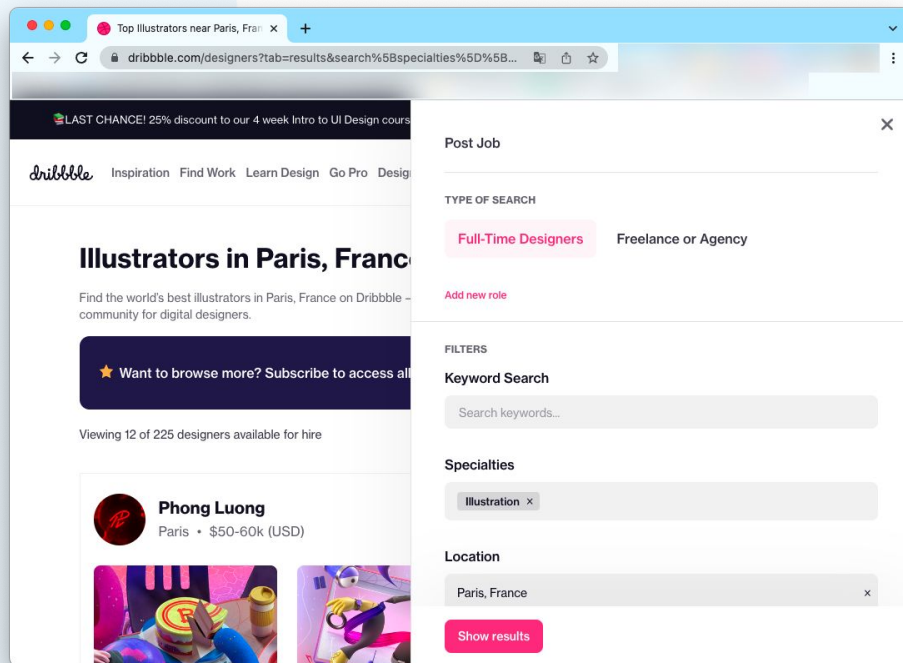 Top Illustrators near Paris, Fran
dribbble.com/designers?tab=results&search%5Bspecialties%5D%5B...
LAST CHANCE! 25% discount to our 4 week Intro to UI Design cours
dribbble Inspiration Find Work Learn Design Go Pro Desig
Illustrators in Paris, France
Find the world's best illustrators in Paris, France on Dribbble –
community for digital designers.
Want to browse more? Subscribe to access all
Viewing 12 of 225 designers available for hire
Phong Luong
Paris • $50-60k (USD)
Post Job
TYPE OF SEARCH
Full-Time Designers Freelance or Agency
Add new role
FILTERS
Keyword Search
Search keywords...
Specialties
Illustration ×
Location
Paris, France ×
Show results